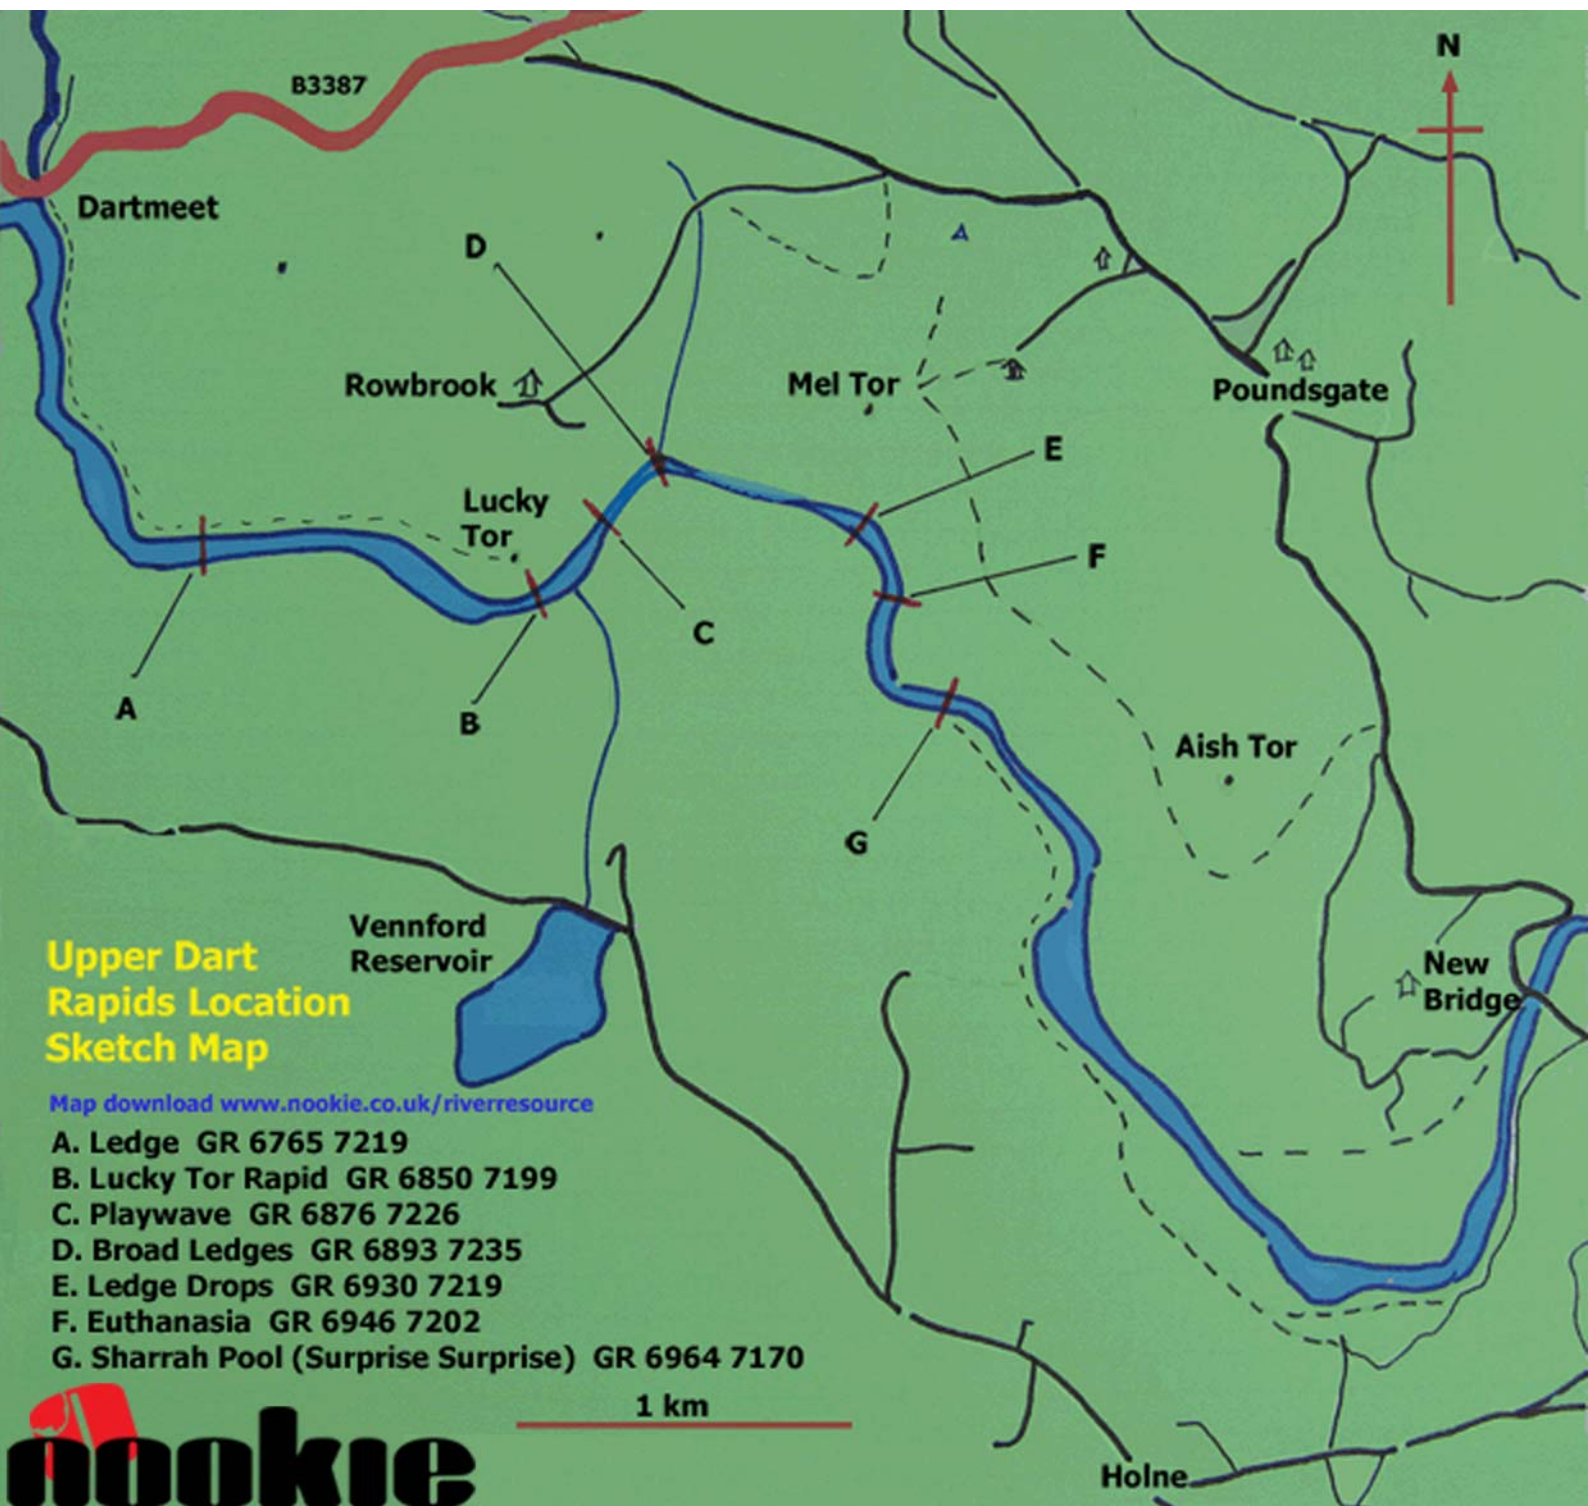 N
B3387
Dartmeet
D
Rowbrook
Mel Tor
Poundsgate
E
Lucky
Tor
F
C
A
B
Aish Tor
G
Vennford
Reservoir
New
Bridge
Upper Dart
Rapids Location
Sketch Map
Map download www.nookie.co.uk/riverresource
A. Ledge GR 6765 7219
B. Lucky Tor Rapid GR 6850 7199
C. Playwave GR 6876 7226
D. Broad Ledges GR 6893 7235
E. Ledge Drops GR 6930 7219
F. Euthanasia GR 6946 7202
G. Sharrah Pool (Surprise Surprise) GR 6964 7170
1 km
nookie
Holne